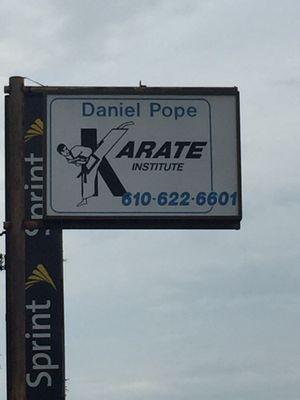 Daniel Pope
KARATE
INSTITUTE
610-622-6601
Sprint
Sprint